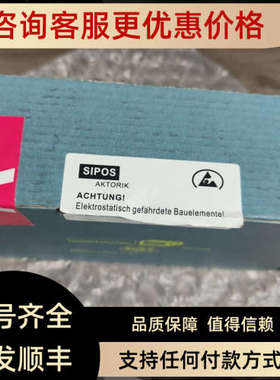 咨询客服更优惠价格
SIPOS
AKTORIK
ACHTUNG!
Elektrostatisch gefährdete Bauelemente!
号齐全
品质保障 值得信赖
发顺丰
支持任何付款方式